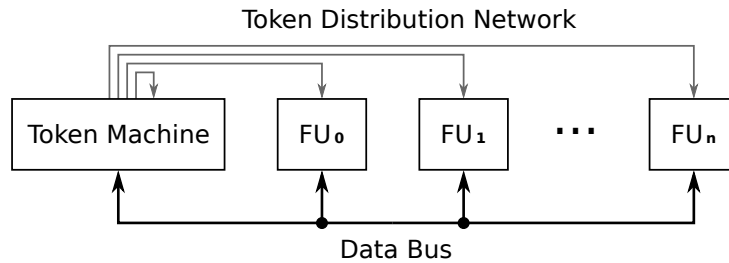 Token Distribution Network
Token Machine
FU₀
FU₁
...
FUₙ
Data Bus